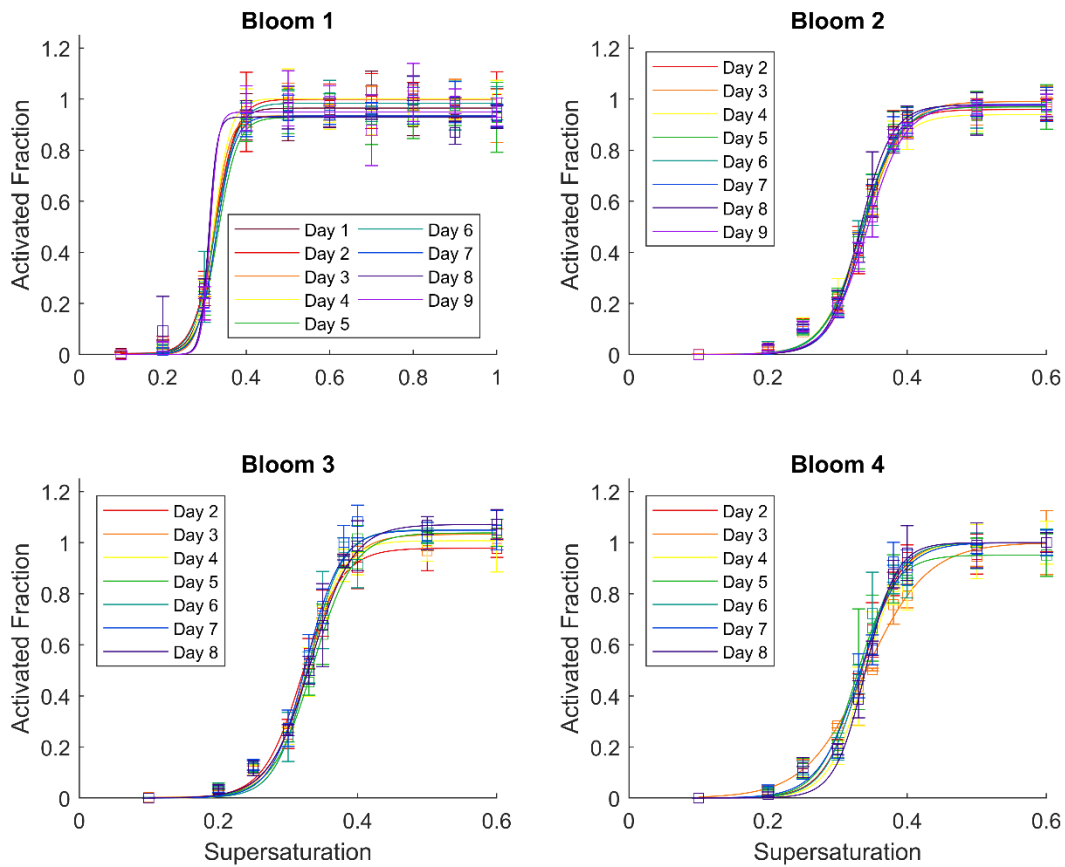 Bloom 1
1.2
1
0.8
0.6
0.4
0.2
0
Activated Fraction
Day 1
Day 2
Day 3
Day 4
Day 5
Day 6
Day 7
Day 8
Day 9
0 0.2 0.4 0.6 0.8 1
Bloom 2
1.2
1
0.8
0.6
0.4
0.2
0
Activated Fraction
Day 2
Day 3
Day 4
Day 5
Day 6
Day 7
Day 8
Day 9
0 0.2 0.4 0.6
Bloom 3
1.2
1
0.8
0.6
0.4
0.2
0
Activated Fraction
Day 2
Day 3
Day 4
Day 5
Day 6
Day 7
Day 8
0 0.2 0.4 0.6
Supersaturation
Bloom 4
1.2
1
0.8
0.6
0.4
0.2
0
Activated Fraction
Day 2
Day 3
Day 4
Day 5
Day 6
Day 7
Day 8
0 0.2 0.4 0.6
Supersaturation